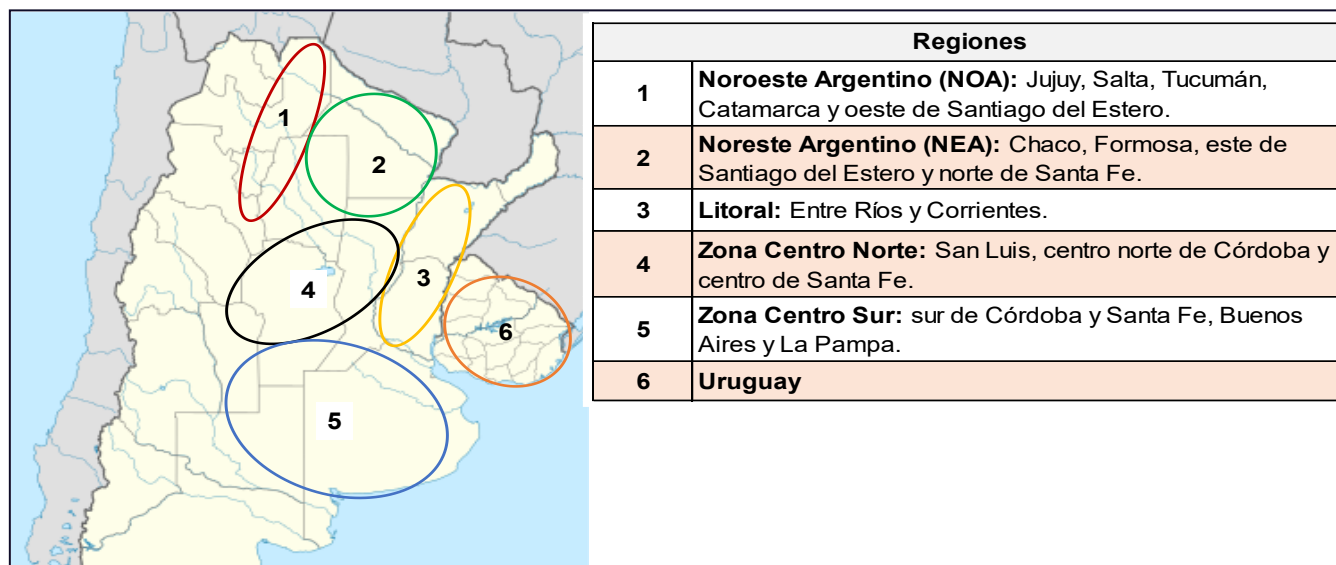 1
2
3
4
5
6
Regiones
1
Noroeste Argentino (NOA): Jujuy, Salta, Tucumán,
Catamarca y oeste de Santiago del Estero.
2
Noreste Argentino (NEA): Chaco, Formosa, este de
Santiago del Estero y norte de Santa Fe.
3
Litoral: Entre Ríos y Corrientes.
4
Zona Centro Norte: San Luis, centro norte de Córdoba y
centro de Santa Fe.
5
Zona Centro Sur: sur de Córdoba y Santa Fe, Buenos
Aires y La Pampa.
6
Uruguay